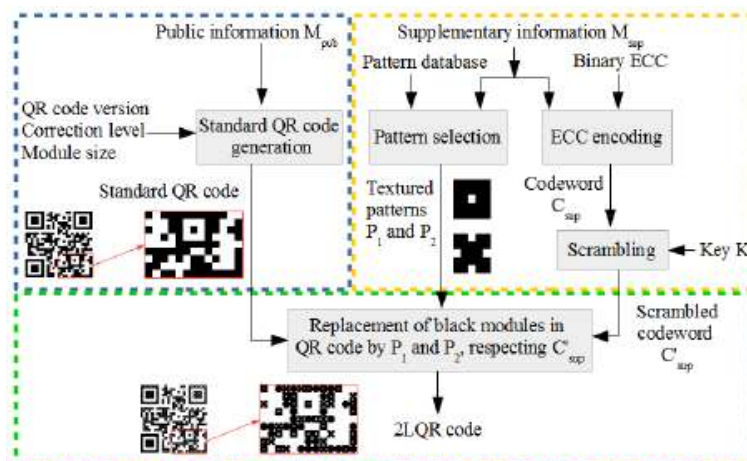 Public information M_pub
QR code version
Correction level
Module size
Standard QR code
generation
Standard QR code
Supplementary information M_sup
Pattern database
Binary ECC
Pattern selection
ECC encoding
Textured
patterns
P_1 and P_2
Codeword
C_sup
Scrambling
Key K
Scrambled
codeword
C'_sup
Replacement of black modules in
QR code by P_1 and P_2, respecting C'_sup
2LQR code